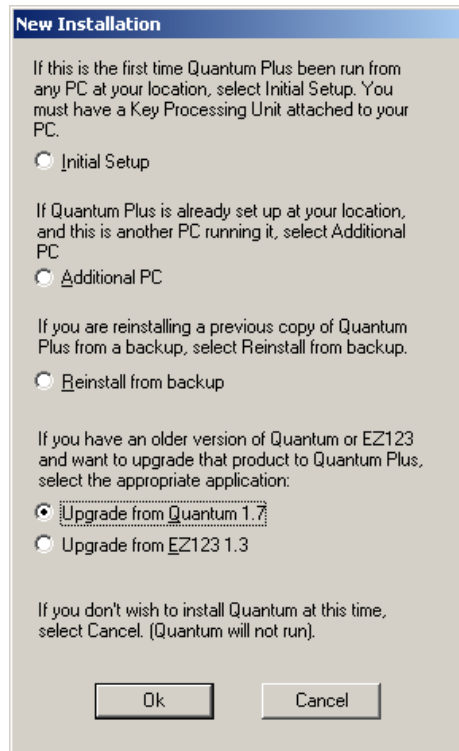 New Installation
If this is the first time Quantum Plus been run from
any PC at your location, select Initial Setup. You
must have a Key Processing Unit attached to your
PC.
Initial Setup
If Quantum Plus is already set up at your location,
and this is another PC running it, select Additional
PC
Additional PC
If you are reinstalling a previous copy of Quantum
Plus from a backup, select Reinstall from backup.
Reinstall from backup
If you have an older version of Quantum or EZ123
and want to upgrade that product to Quantum Plus,
select the appropriate application:
Upgrade from Quantum 1.7
Upgrade from EZ123 1.3
If you don't wish to install Quantum at this time,
select Cancel. (Quantum will not run).
Ok Cancel